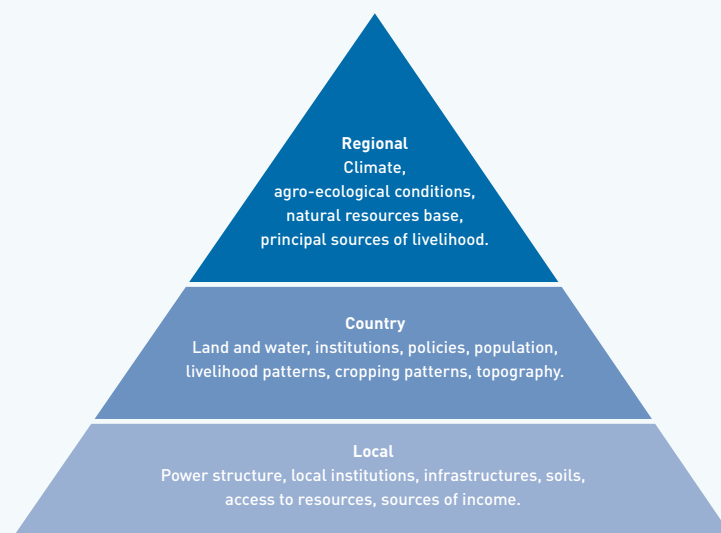 Regional
Climate,
agro-ecological conditions,
natural resources base,
principal sources of livelihood.
Country
Land and water, institutions, policies, population,
livelihood patterns, cropping patterns, topography.
Local
Power structure, local institutions, infrastructures, soils,
access to resources, sources of income.